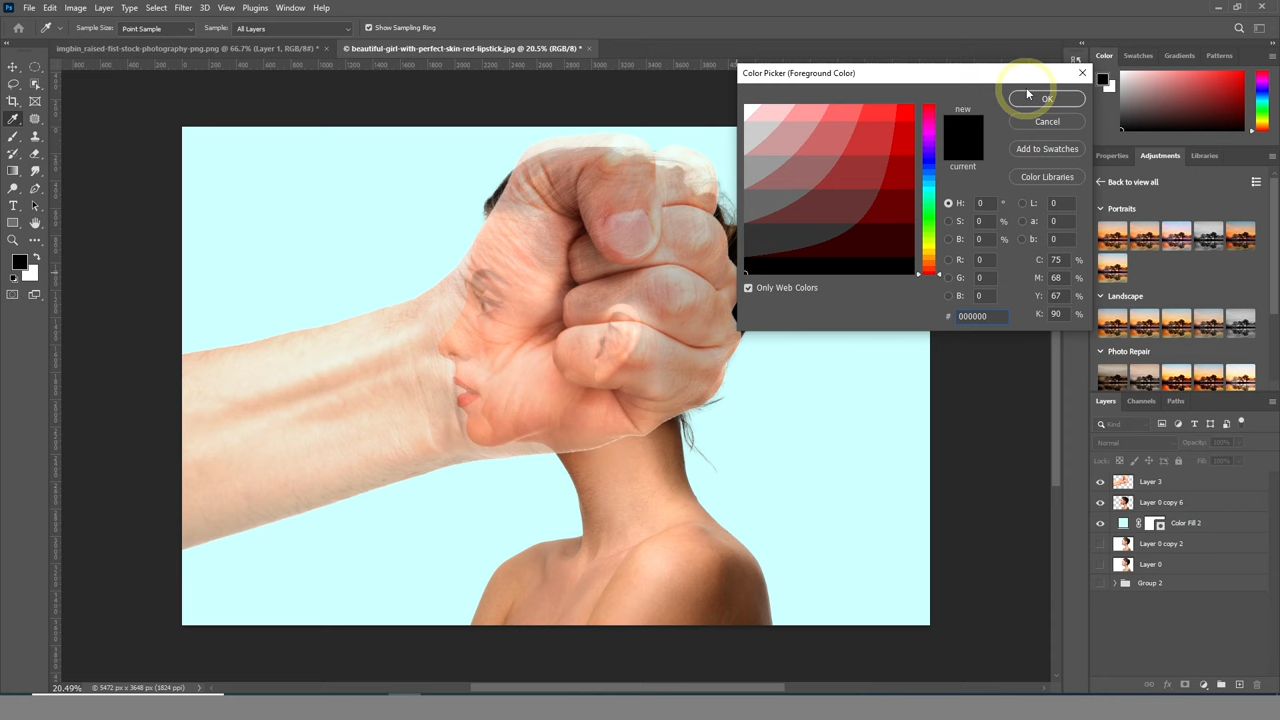 Ps File Edit Image Layer Type Select Filter 3D View Plugins Window Help
Sample Size: Point Sample Sample: All Layers Show Sampling Ring
imgbin_raised-fist-stock-photography-png.png @ 66.7% (Layer 1, RGB/8#) * ×
© beautiful-girl-with-perfect-skin-red-lipstick.jpg @ 20.5% (RGB/8) * ×
Color Swatches Gradients Patterns
Color Picker (Foreground Color)
new
current
OK
Cancel
Add to Swatches
Color Libraries
H: 0 ° L: 0
S: 0 % a: 0
B: 0 % b: 0
R: 0 C: 75 %
G: 0 M: 68 %
B: 0 Y: 67 %
# 000000 K: 90 %
Only Web Colors
Properties Adjustments Libraries
Back to view all
Portraits
Landscape
Photo Repair
Layers Channels Paths
Kind
Normal Opacity: 100%
Lock: Fill: 100%
Layer 3
Layer 0 copy 6
Color Fill 2
Layer 0 copy 2
Layer 0
Group 2
20.49% © 5472 px x 3648 px (1824 ppi)